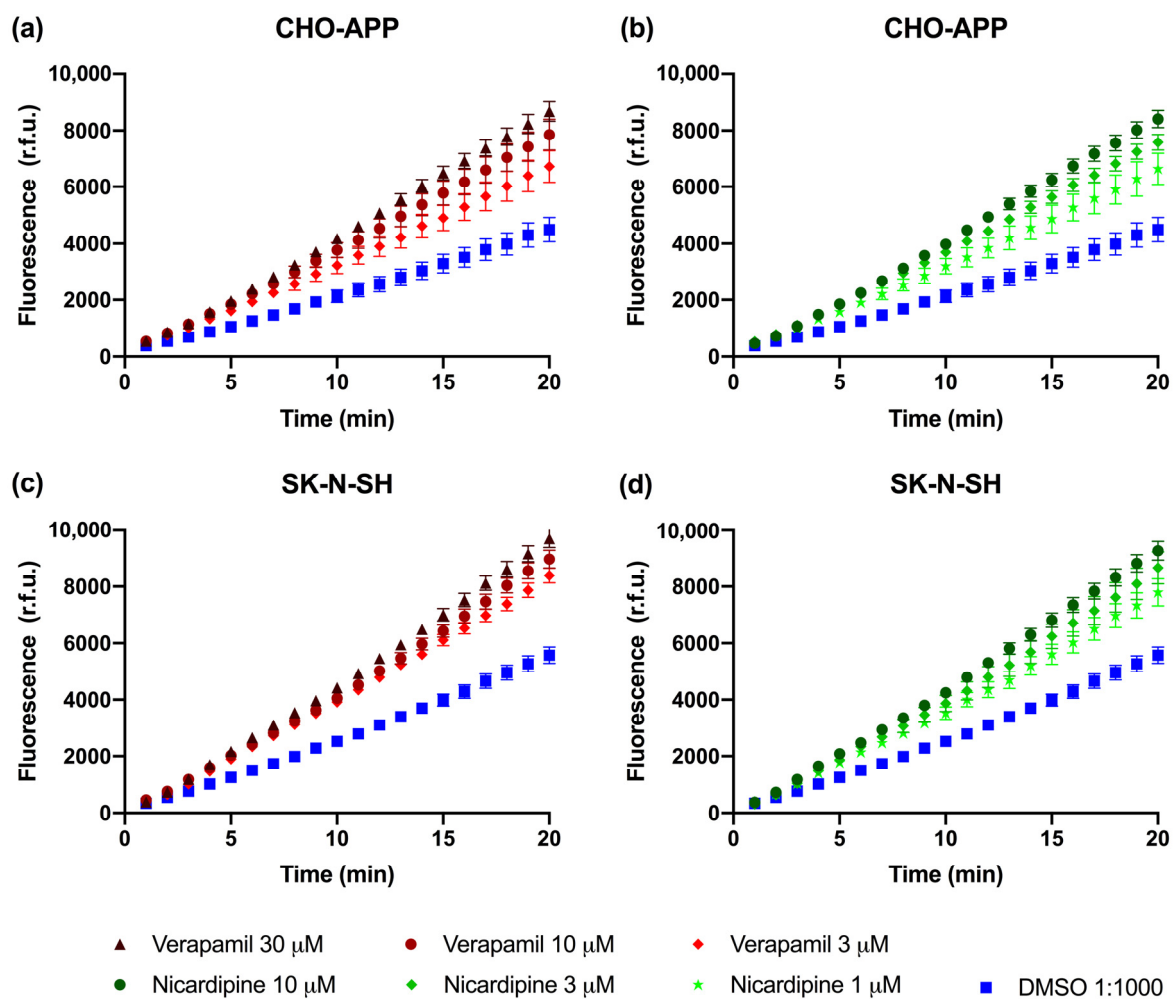 (a) CHO-APP
10,000
8000
6000
4000
2000
0
Fluorescence (r.f.u.)
0 5 10 15 20
Time (min)
(b) CHO-APP
10,000
8000
6000
4000
2000
0
Fluorescence (r.f.u.)
0 5 10 15 20
Time (min)
(c) SK-N-SH
10,000
8000
6000
4000
2000
0
Fluorescence (r.f.u.)
0 5 10 15 20
Time (min)
(d) SK-N-SH
10,000
8000
6000
4000
2000
0
Fluorescence (r.f.u.)
0 5 10 15 20
Time (min)
Verapamil 30 μM Verapamil 10 μM Verapamil 3 μM
Nicardipine 10 μM Nicardipine 3 μM Nicardipine 1 μM DMSO 1:1000